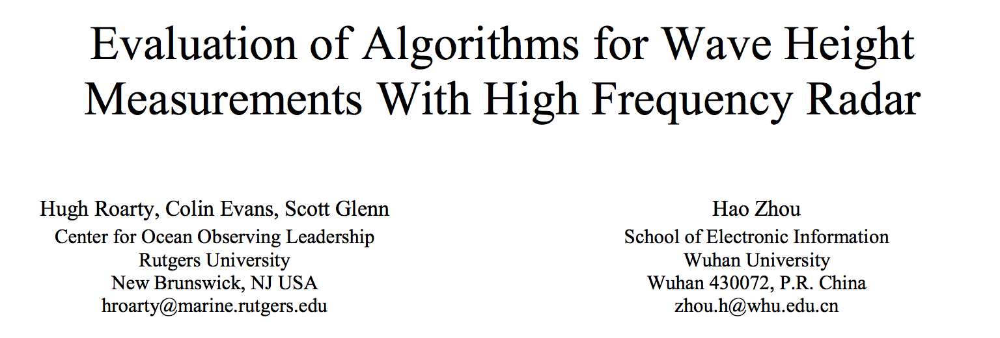 Evaluation of Algorithms for Wave Height
Measurements With High Frequency Radar
Hugh Roarty, Colin Evans, Scott Glenn
Center for Ocean Observing Leadership
Rutgers University
New Brunswick, NJ USA
hroarty@marine.rutgers.edu
Hao Zhou
School of Electronic Information
Wuhan University
Wuhan 430072, P.R. China
zhou.h@whu.edu.cn